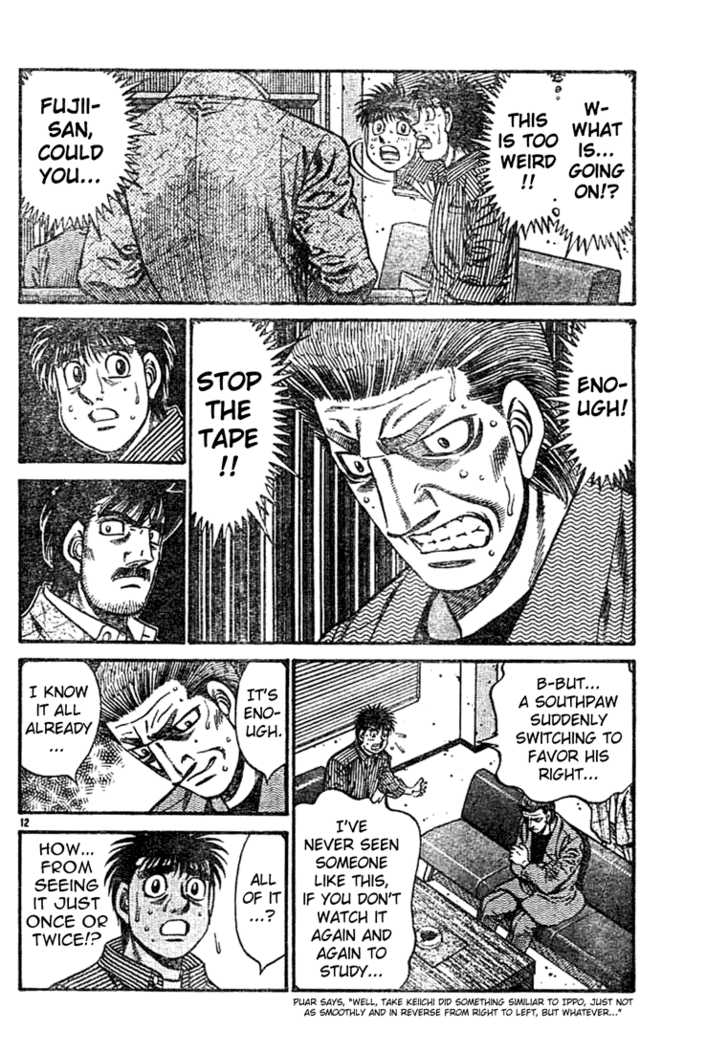 W-
WHAT
IS...
GOING
ON!?
THIS
IS TOO
WEIRD
!!
FUJII-
SAN,
COULD
YOU...
ENO-
UGH!
STOP
THE
TAPE
!!
B-BUT...
A SOUTHPAW
SUDDENLY
SWITCHING TO
FAVOR HIS
RIGHT...
I'VE
NEVER SEEN
SOMEONE
LIKE THIS,
IF YOU DON'T
WATCH IT
AGAIN AND
AGAIN TO
STUDY...
IT'S
ENO-
UGH.
I KNOW
IT ALL
ALREADY
...
12
ALL
OF IT
...?
HOW...
FROM
SEEING
IT JUST
ONCE OR
TWICE!?
PUAR SAYS, "WELL, TAKE KEIICHI DID SOMETHING SIMILIAR TO IPPO, JUST NOT
AS SMOOTHLY AND IN REVERSE FROM RIGHT TO LEFT, BUT WHATEVER..."